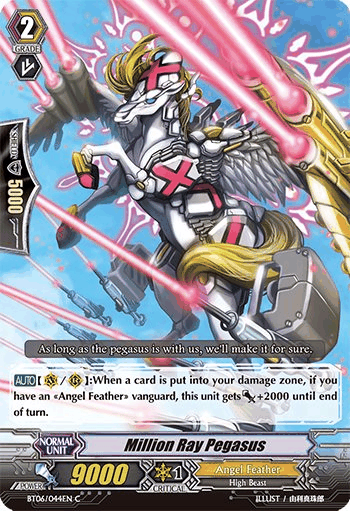 2
GRADE
SHIELD
5000
As long as the pegasus is with us, we'll make it for sure.
AUTO【 / 】:When a card is put into your damage zone, if you
have an «Angel Feather» vanguard, this unit gets +2000 until end
of turn.
NORMAL
UNIT
Million Ray Pegasus
POWER
9000
1
CRITICAL
Angel Feather
High Beast
BT06/044EN C
ILLUST / 由利真珠郎